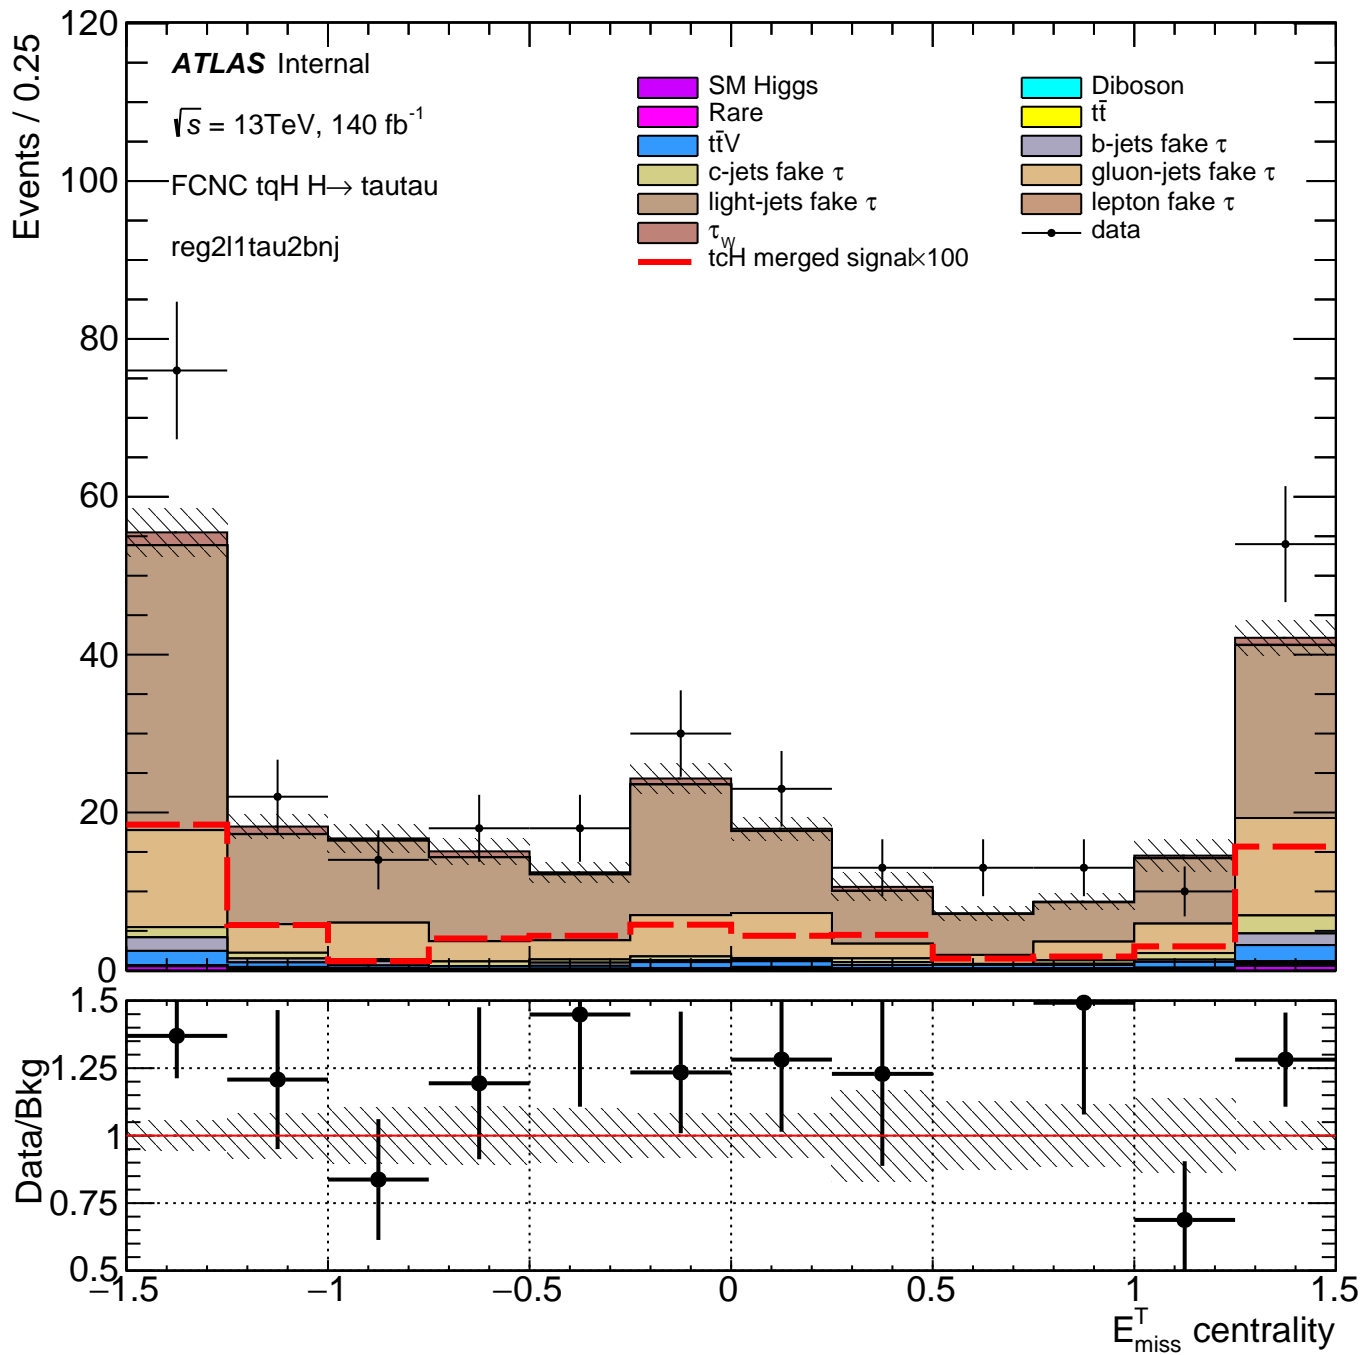 Events / 0.25
120
100
80
60
40
20
0
ATLAS Internal
√s = 13TeV, 140 fb⁻¹
FCNC tqH H→ tautau
reg2l1tau2bnj
SM Higgs
Rare
tt̄V
c-jets fake τ
light-jets fake τ
τ_W
tcH merged signal×100
Diboson
tt̄
b-jets fake τ
gluon-jets fake τ
lepton fake τ
data
Data/Bkg
1.5
1.25
1
0.75
0.5
−1.5 −1 −0.5 0 0.5 1 1.5
E^T_miss centrality